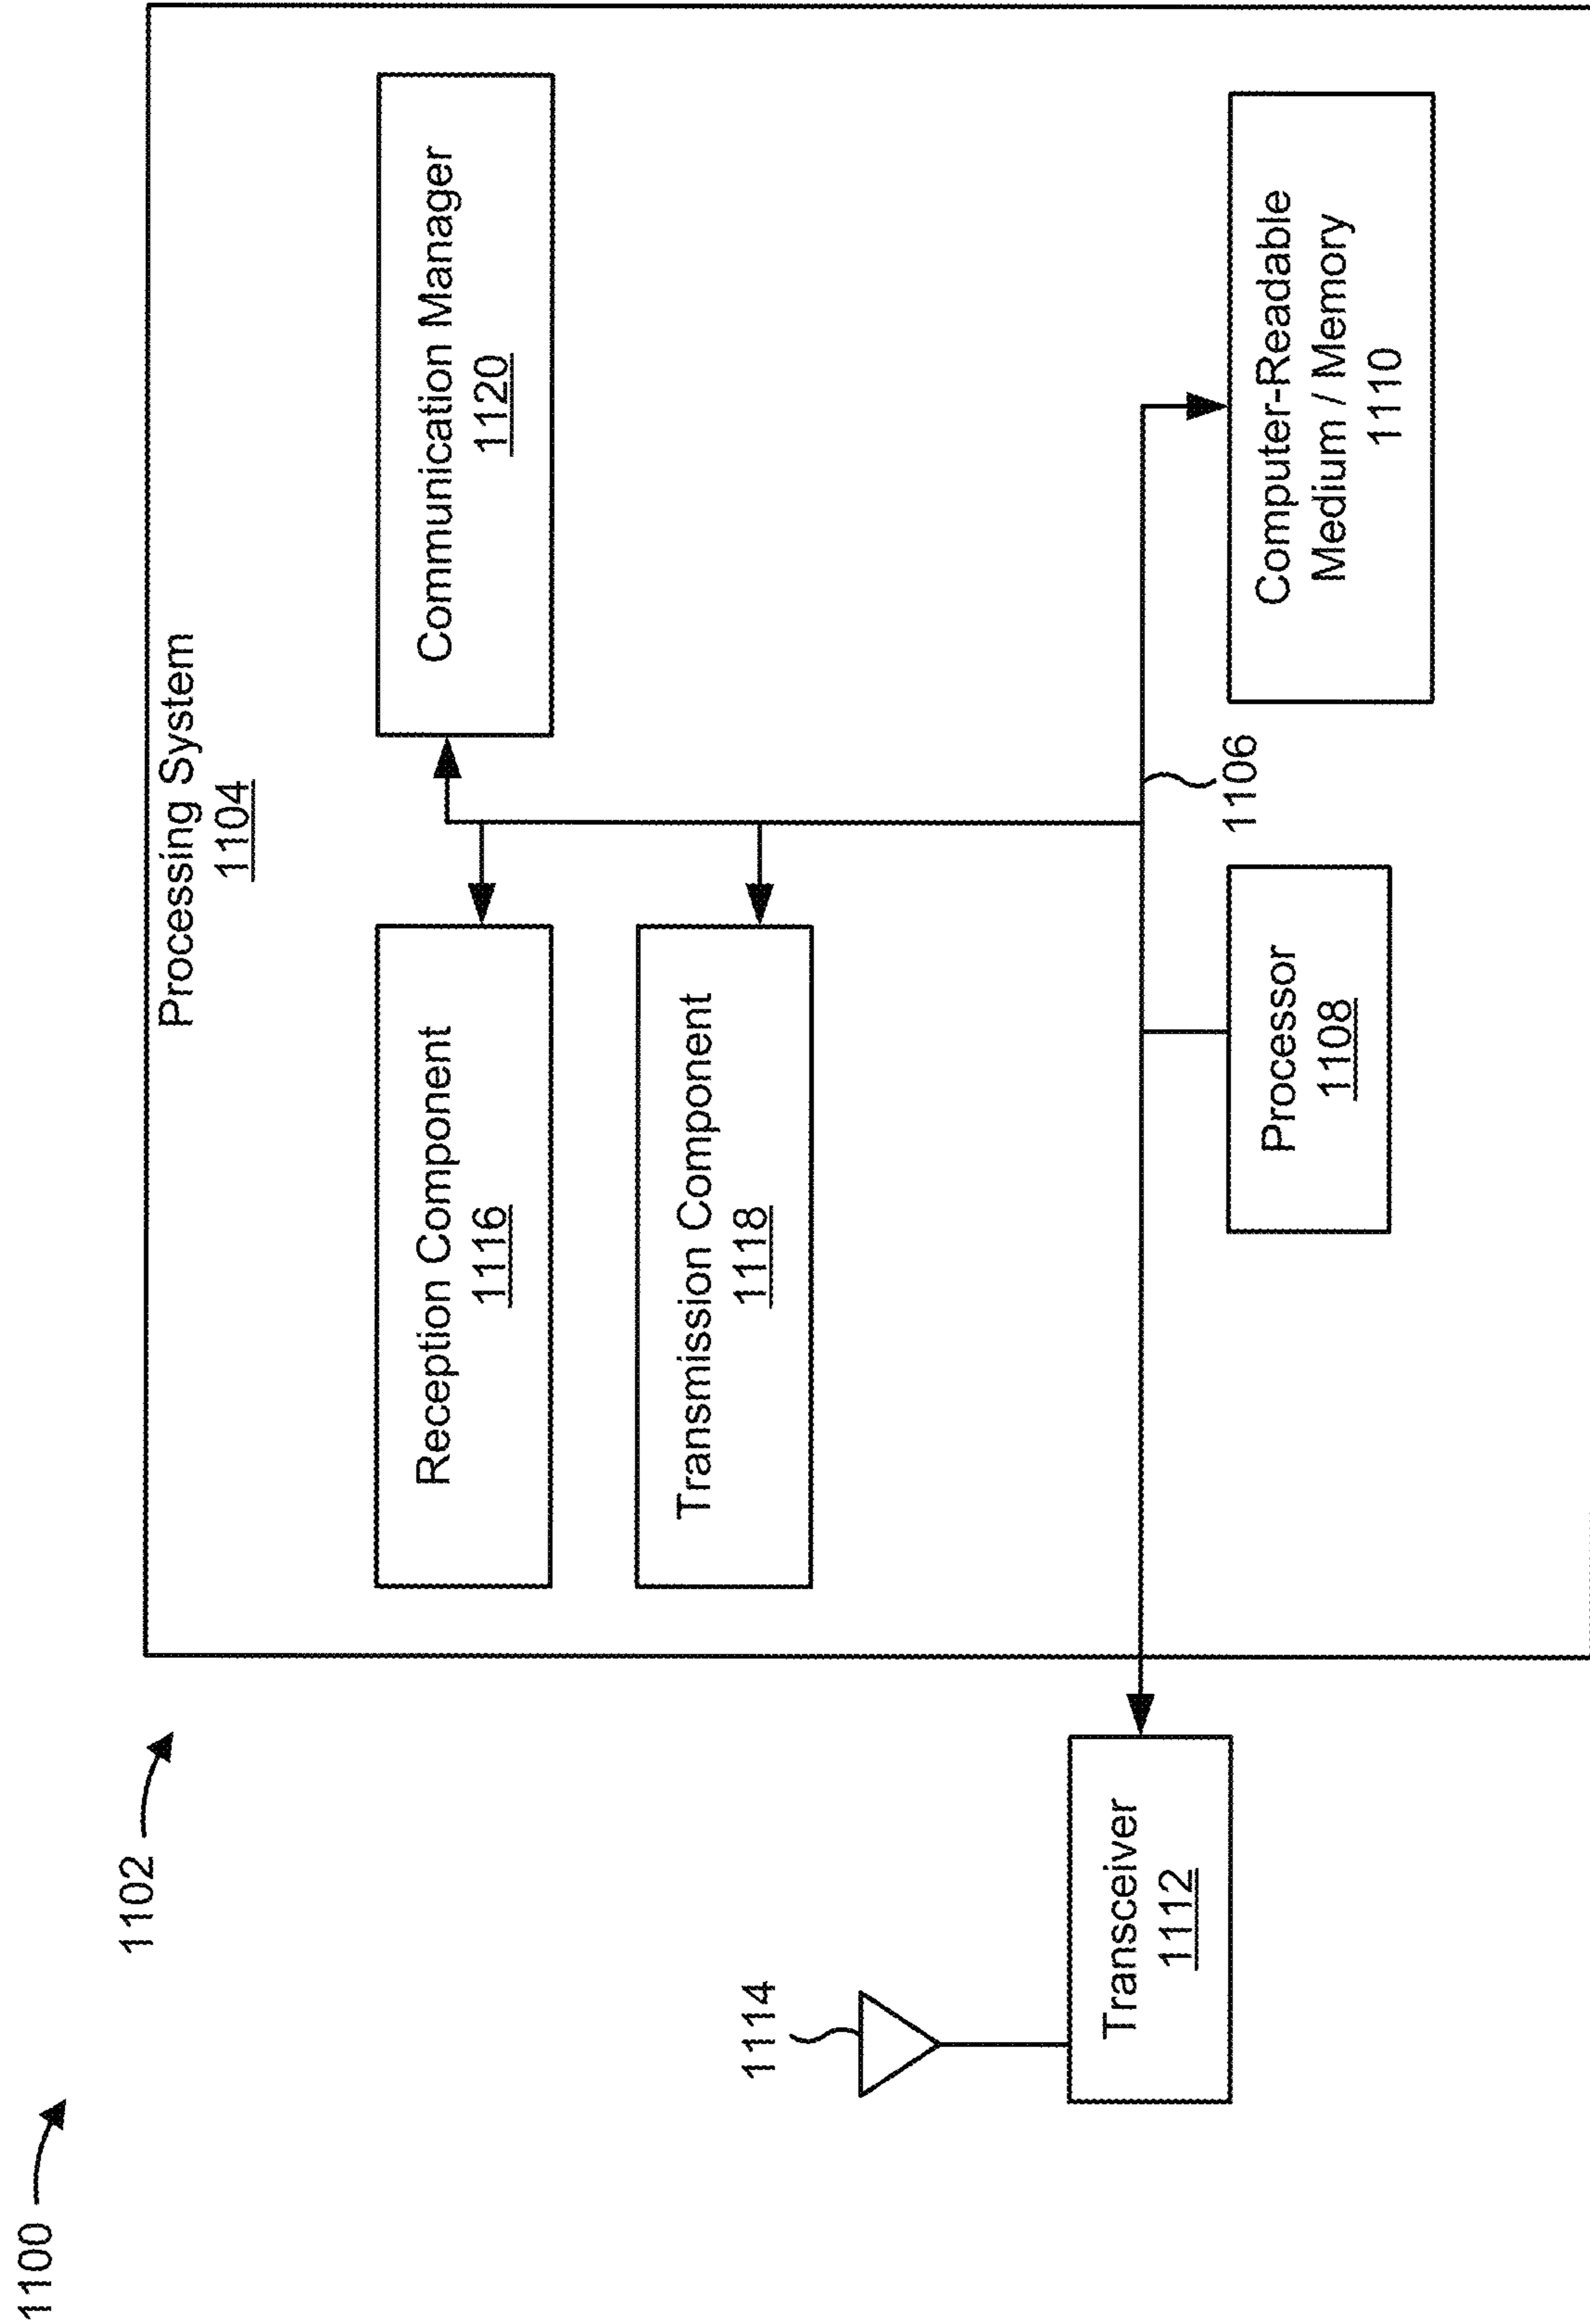 1100
1102
Processing System
1104
Reception Component
1116
Communication Manager
1120
Transmission Component
1118
1114
Transceiver
1112
1106
Processor
1108
Computer-Readable
Medium / Memory
1110